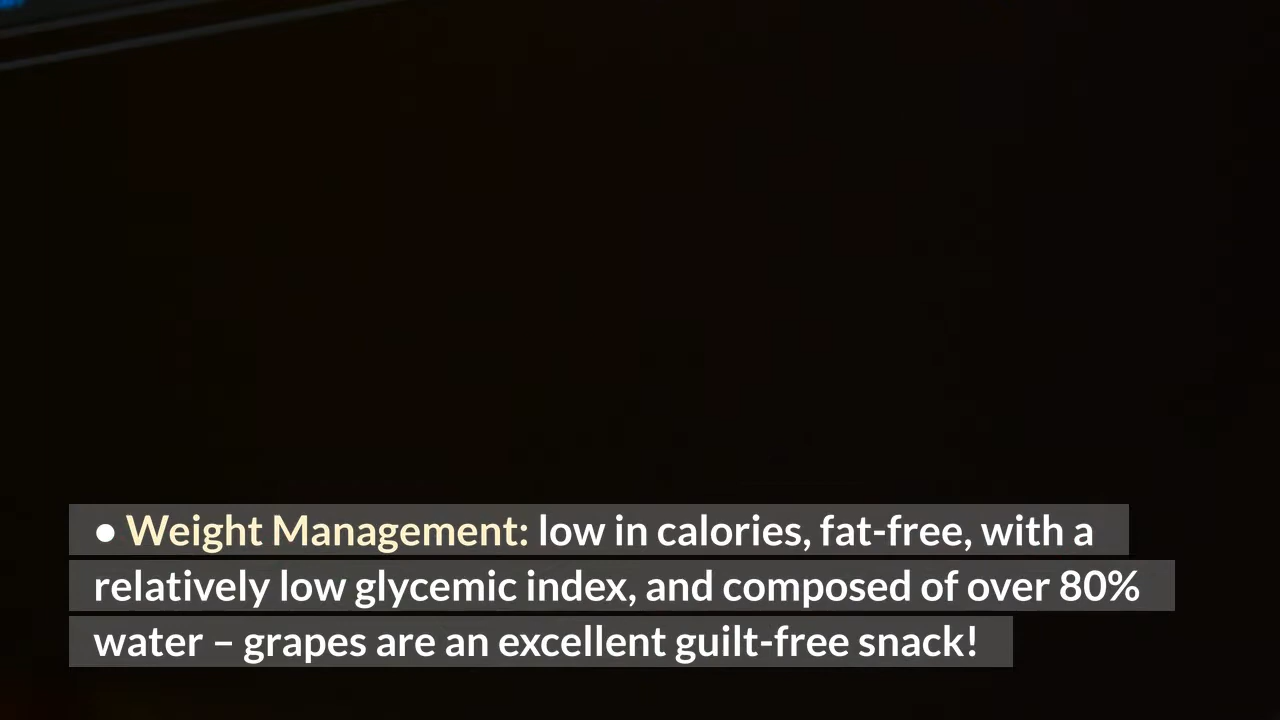 ● Weight Management: low in calories, fat-free, with a
relatively low glycemic index, and composed of over 80%
water – grapes are an excellent guilt-free snack!